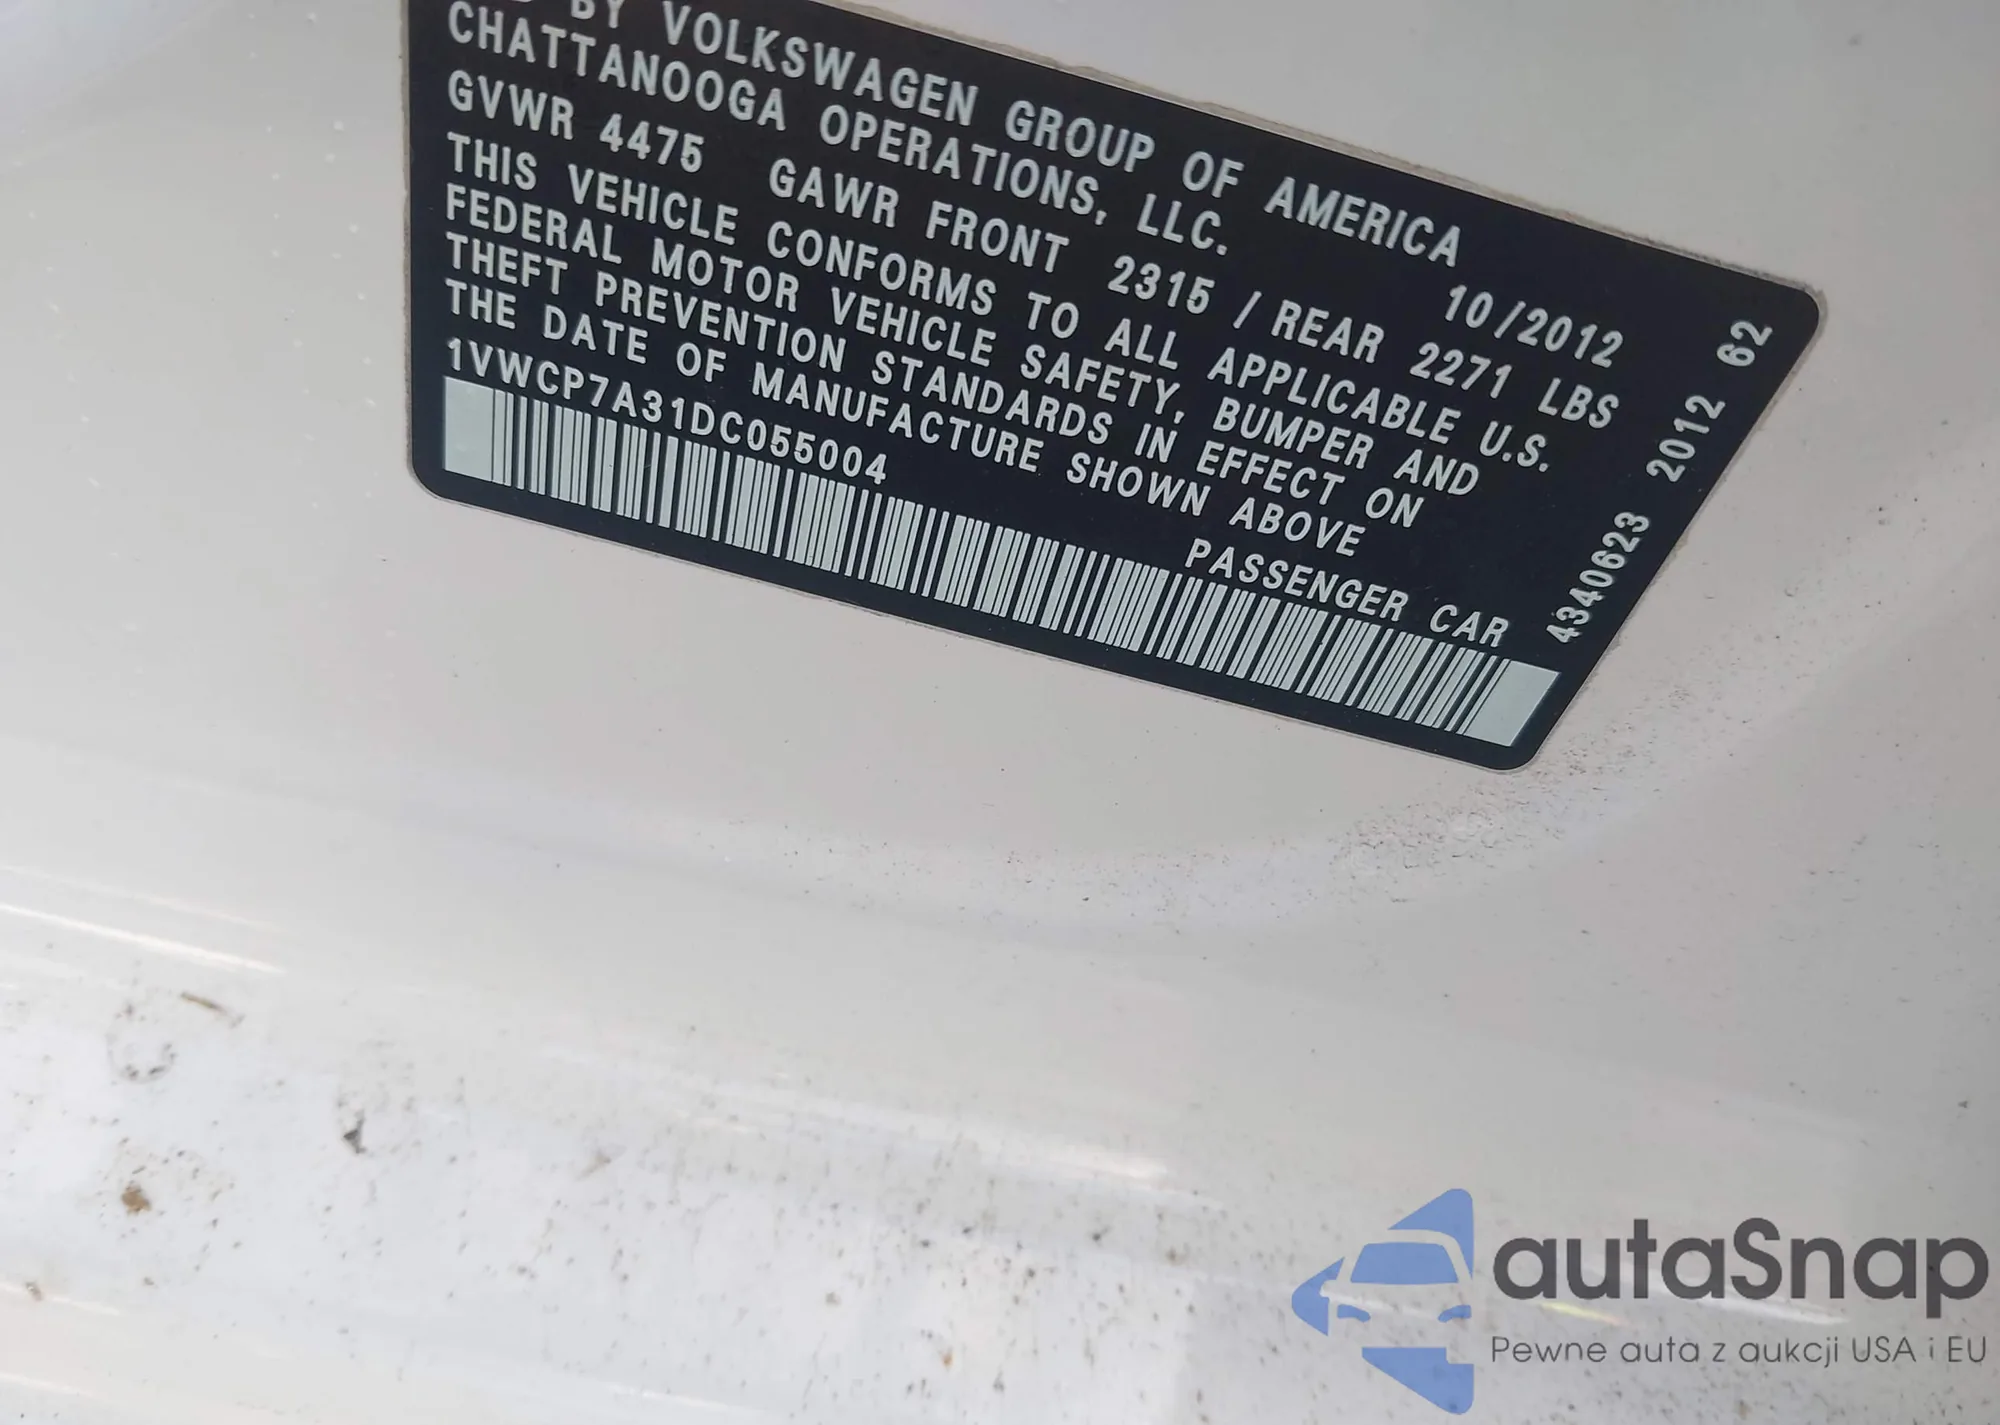 BY VOLKSWAGEN GROUP OF AMERICA
CHATTANOOGA OPERATIONS, LLC. 10/2012
GVWR 4475 GAWR FRONT 2315 / REAR 2271 LBS
THIS VEHICLE CONFORMS TO ALL APPLICABLE U.S.
FEDERAL MOTOR VEHICLE SAFETY, BUMPER AND
THEFT PREVENTION STANDARDS IN EFFECT ON
THE DATE OF MANUFACTURE SHOWN ABOVE
1VWCP7A31DC055004 PASSENGER CAR
4340623 2012 62
autaSnap
Pewne auta z aukcji USA i EU